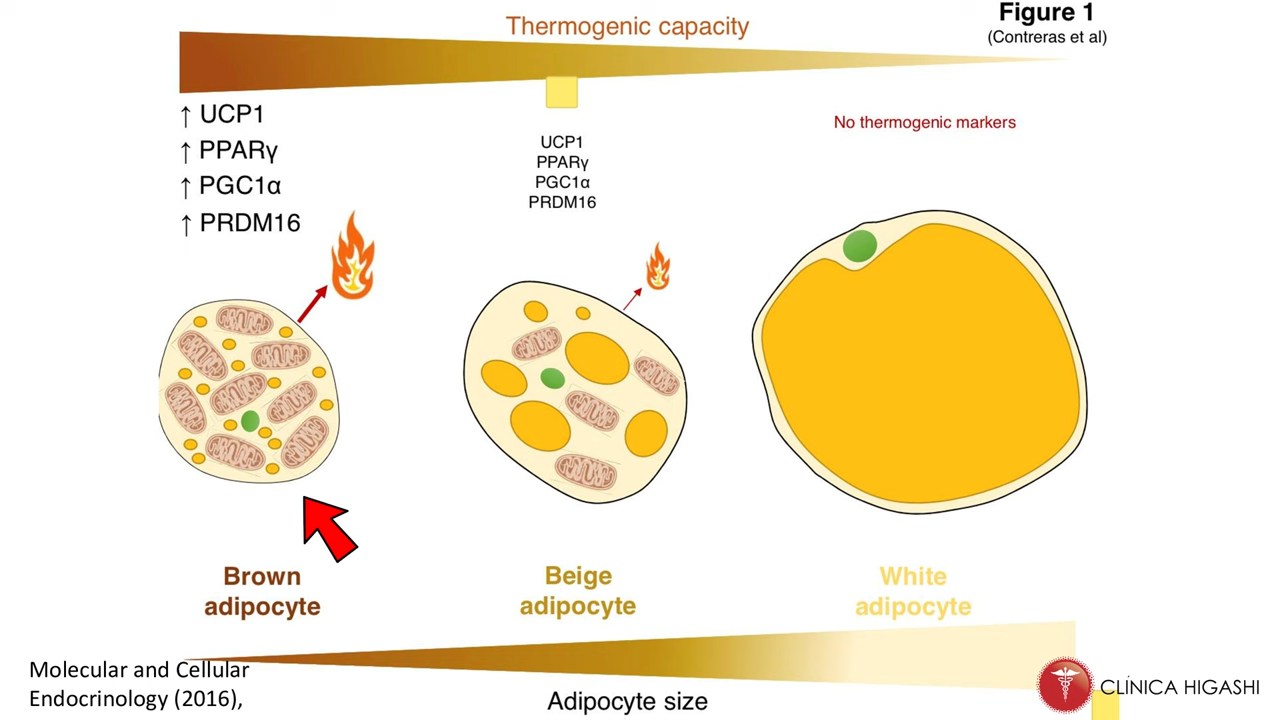 Thermogenic capacity
Figure 1
(Contreras et al)
↑ UCP1
↑ PPARγ
↑ PGC1α
↑ PRDM16
UCP1
PPARγ
PGC1α
PRDM16
No thermogenic markers
Brown
adipocyte
Beige
adipocyte
White
adipocyte
Molecular and Cellular
Endocrinology (2016),
Adipocyte size
CLÍNICA HIGASHI